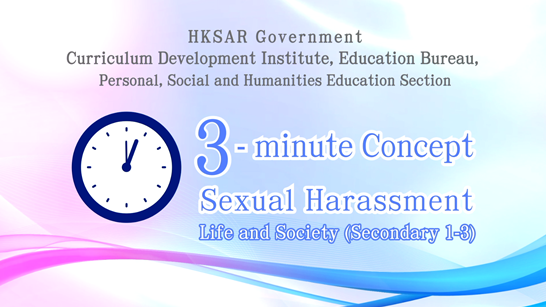 HKSAR Government
Curriculum Development Institute, Education Bureau,
Personal, Social and Humanities Education Section
3 - minute Concept
Sexual Harassment
Life and Society (Secondary 1-3)